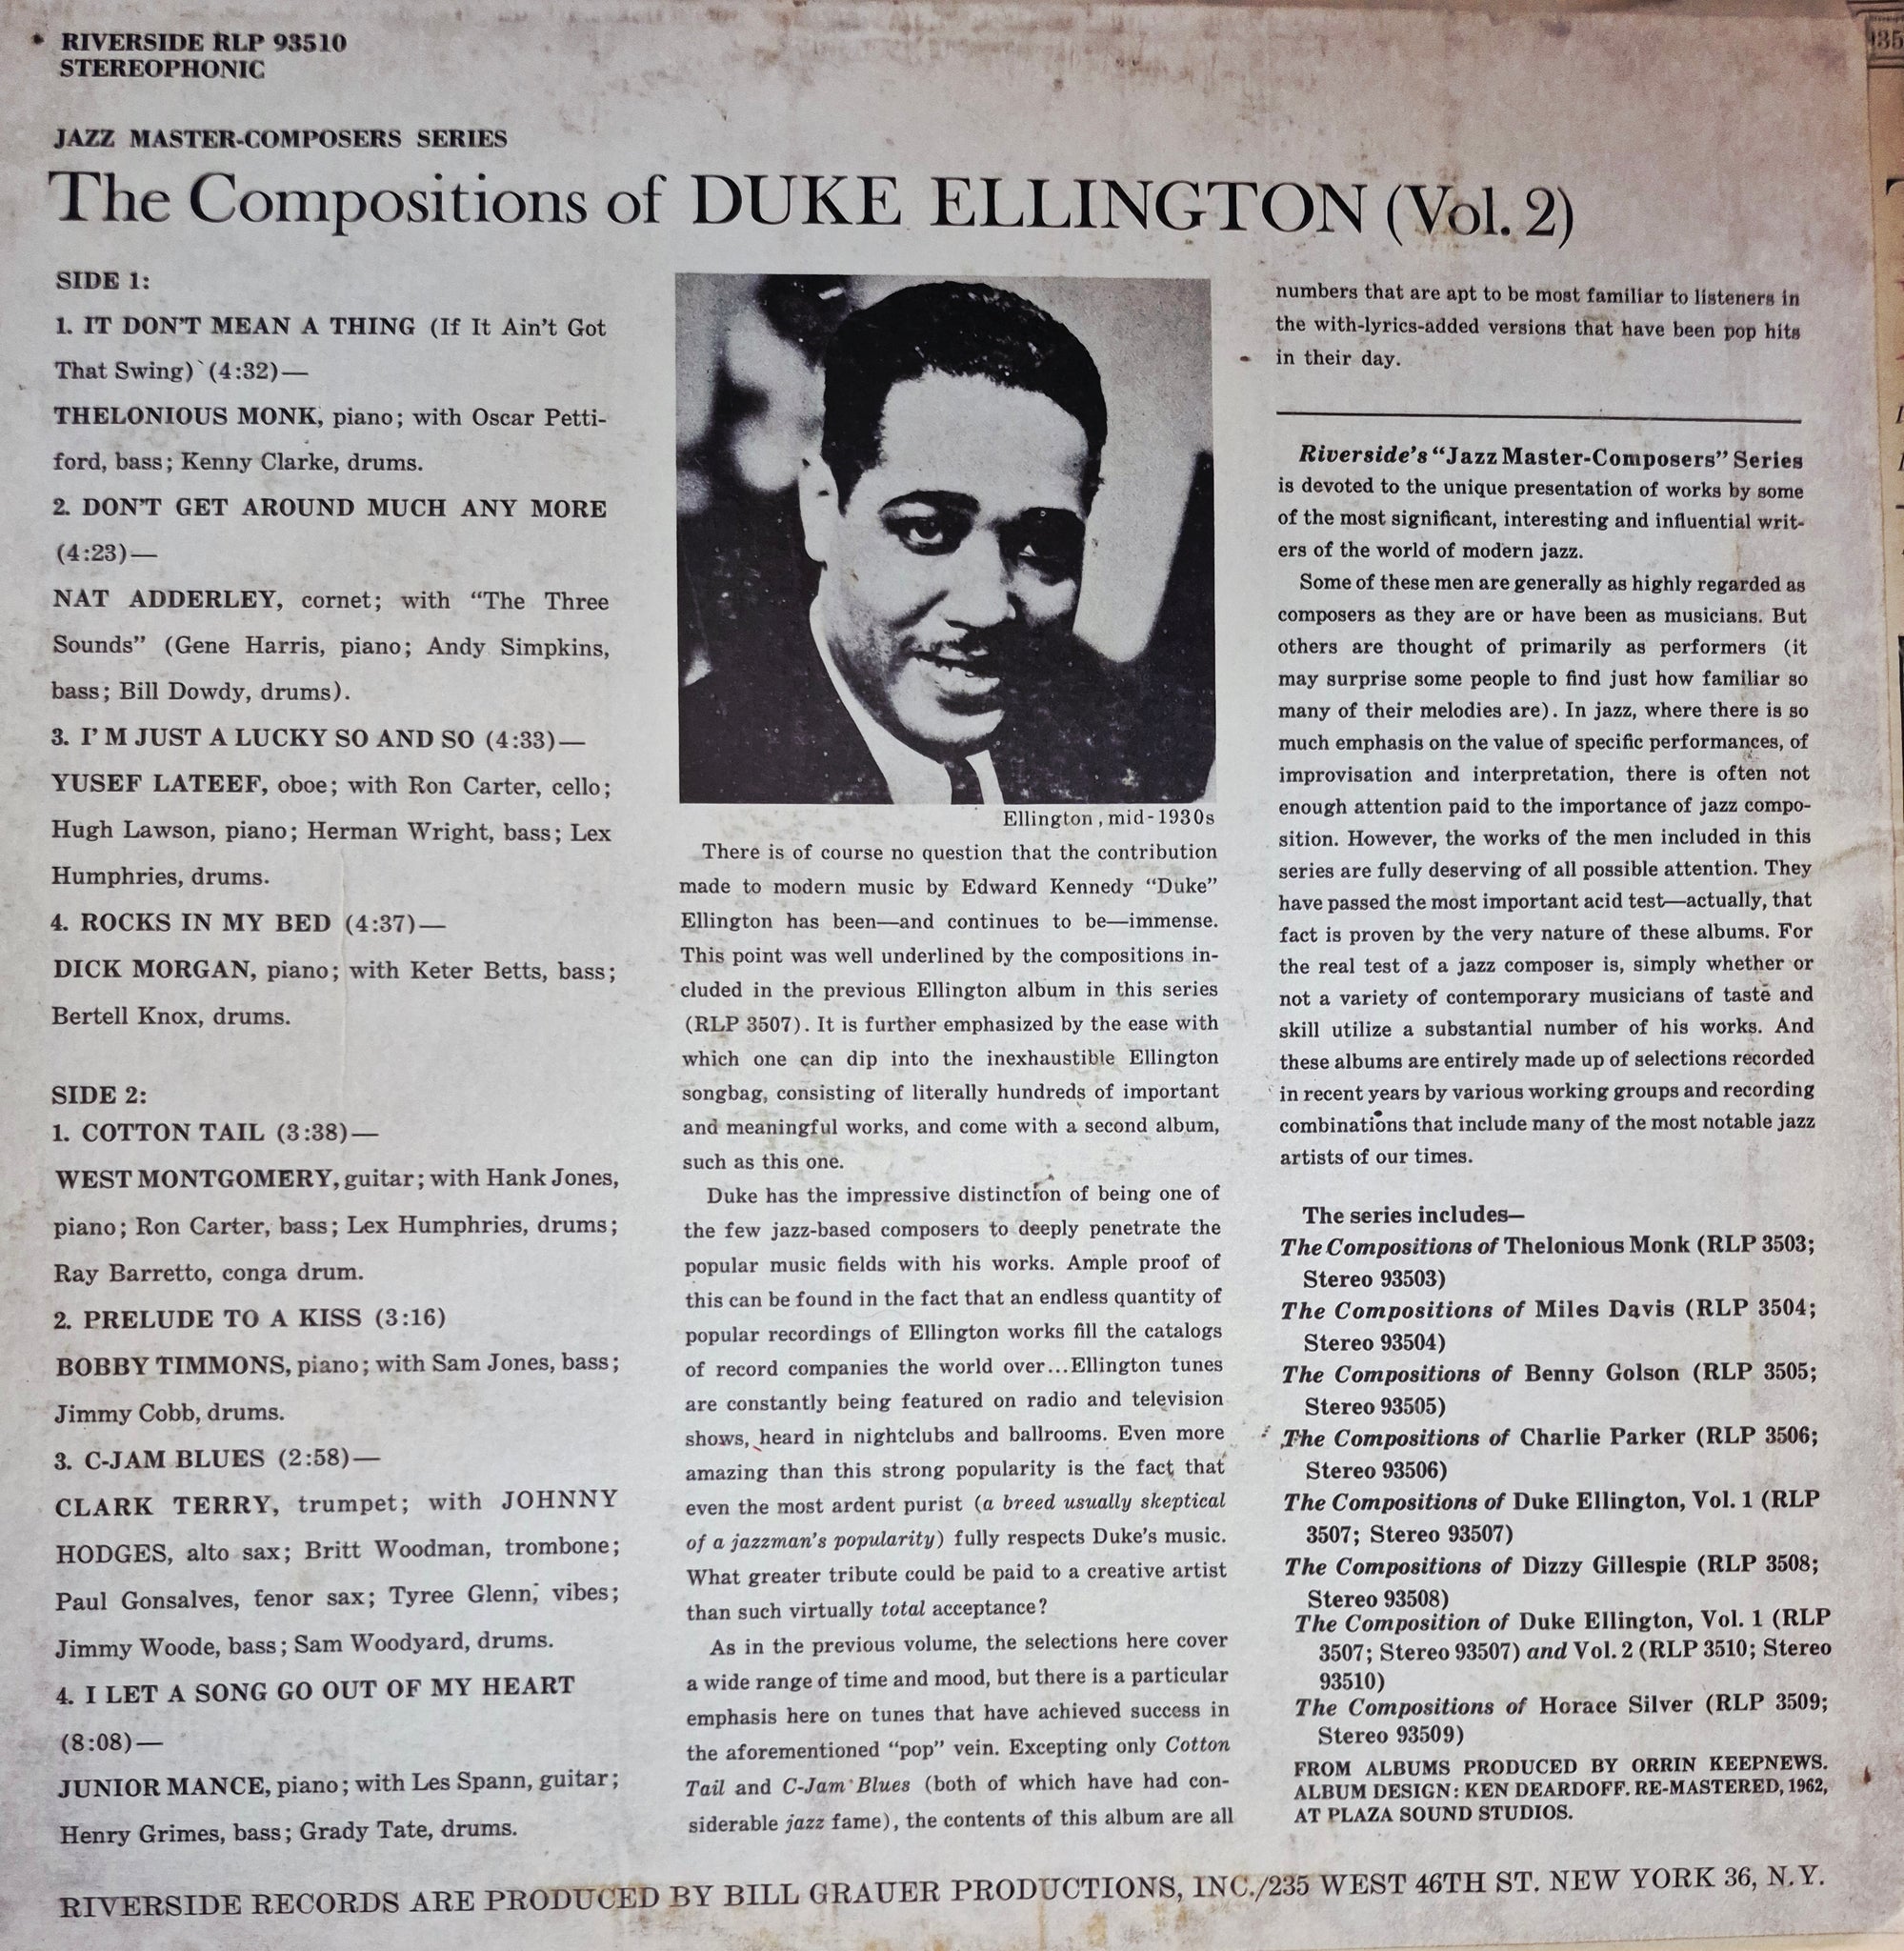 RIVERSIDE RLP 93510
STEREOPHONIC
JAZZ MASTER-COMPOSERS SERIES
The Compositions of DUKE ELLINGTON (Vol. 2)
SIDE 1:
1. IT DON'T MEAN A THING (If It Ain't Got
That Swing) (4:32)—
THELONIOUS MONK, piano; with Oscar Petti-
ford, bass; Kenny Clarke, drums.
2. DON'T GET AROUND MUCH ANY MORE
(4:23)—
NAT ADDERLEY, cornet; with “The Three
Sounds” (Gene Harris, piano; Andy Simpkins,
bass; Bill Dowdy, drums).
3. I' M JUST A LUCKY SO AND SO (4:33)—
YUSEF LATEEF, oboe; with Ron Carter, cello;
Hugh Lawson, piano; Herman Wright, bass; Lex
Humphries, drums.
4. ROCKS IN MY BED (4:37)—
DICK MORGAN, piano; with Keter Betts, bass;
Bertell Knox, drums.
SIDE 2:
1. COTTON TAIL (3:38)—
WEST MONTGOMERY, guitar; with Hank Jones,
piano; Ron Carter, bass; Lex Humphries, drums;
Ray Barretto, conga drum.
2. PRELUDE TO A KISS (3:16)
BOBBY TIMMONS, piano; with Sam Jones, bass;
Jimmy Cobb, drums.
3. C-JAM BLUES (2:58)—
CLARK TERRY, trumpet; with JOHNNY
HODGES, alto sax; Britt Woodman, trombone;
Paul Gonsalves, fenor sax; Tyree Glenn, vibes;
Jimmy Woode, bass; Sam Woodyard, drums.
4. I LET A SONG GO OUT OF MY HEART
(8:08)—
JUNIOR MANCE, piano; with Les Spann, guitar;
Henry Grimes, bass; Grady Tate, drums.
Ellington, mid-1930s
There is of course no question that the contribution
made to modern music by Edward Kennedy “Duke”
Ellington has been—and continues to be—immense.
This point was well underlined by the compositions in-
cluded in the previous Ellington album in this series
(RLP 3507). It is further emphasized by the ease with
which one can dip into the inexhaustible Ellington
songbag, consisting of literally hundreds of important
and meaningful works, and come with a second album,
such as this one.
Duke has the impressive distinction of being one of
the few jazz-based composers to deeply penetrate the
popular music fields with his works. Ample proof of
this can be found in the fact that an endless quantity of
popular recordings of Ellington works fill the catalogs
of record companies the world over...Ellington tunes
are constantly being featured on radio and television
shows, heard in nightclubs and ballrooms. Even more
amazing than this strong popularity is the fact that
even the most ardent purist (a breed usually skeptical
of a jazzman's popularity) fully respects Duke's music.
What greater tribute could be paid to a creative artist
than such virtually total acceptance?
As in the previous volume, the selections here cover
a wide range of time and mood, but there is a particular
emphasis here on tunes that have achieved success in
the aforementioned “pop” vein. Excepting only Cotton
Tail and C-Jam Blues (both of which have had con-
siderable jazz fame), the contents of this album are all
numbers that are apt to be most familiar to listeners in
the with-lyrics-added versions that have been pop hits
in their day.
Riverside's “Jazz Master-Composers” Series
is devoted to the unique presentation of works by some
of the most significant, interesting and influential writ-
ers of the world of modern jazz.
Some of these men are generally as highly regarded as
composers as they are or have been as musicians. But
others are thought of primarily as performers (it
may surprise some people to find just how familiar so
many of their melodies are). In jazz, where there is so
much emphasis on the value of specific performances, of
improvisation and interpretation, there is often not
enough attention paid to the importance of jazz compo-
sition. However, the works of the men included in this
series are fully deserving of all possible attention. They
have passed the most important acid test—actually, that
fact is proven by the very nature of these albums. For
the real test of a jazz composer is, simply whether or
not a variety of contemporary musicians of taste and
skill utilize a substantial number of his works. And
these albums are entirely made up of selections recorded
in recent years by various working groups and recording
combinations that include many of the most notable jazz
artists of our times.
The series includes—
The Compositions of Thelonious Monk (RLP 3503;
Stereo 93503)
The Compositions of Miles Davis (RLP 3504;
Stereo 93504)
The Compositions of Benny Golson (RLP 3505;
Stereo 93505)
The Compositions of Charlie Parker (RLP 3506;
Stereo 93506)
The Compositions of Duke Ellington, Vol. 1 (RLP
3507; Stereo 93507)
The Compositions of Dizzy Gillespie (RLP 3508;
Stereo 93508)
The Composition of Duke Ellington, Vol. 1 (RLP
3507; Stereo 93507) and Vol. 2 (RLP 3510; Stereo
93510)
The Compositions of Horace Silver (RLP 3509;
Stereo 93509)
FROM ALBUMS PRODUCED BY ORRIN KEEPNEWS.
ALBUM DESIGN: KEN DEARDOFF. RE-MASTERED, 1962,
AT PLAZA SOUND STUDIOS.
RIVERSIDE RECORDS ARE PRODUCED BY BILL GRAUER PRODUCTIONS, INC./235 WEST 46TH ST. NEW YORK 36, N.Y.